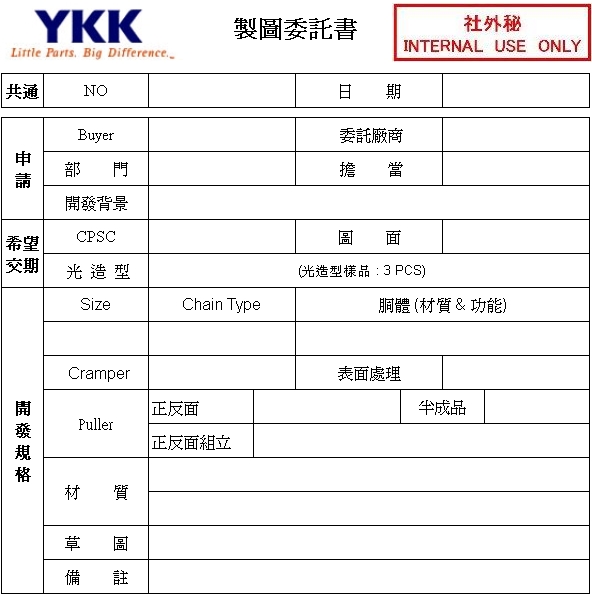 YKK
Little Parts. Big Difference.™
製圖委託書
社外秘
INTERNAL USE ONLY
共通 NO 日 期
申請
Buyer 委託廠商
部 門 擔 當
開發背景
希望交期
CPSC 圖 面
光 造 型 (光造型樣品 : 3 PCS)
開發規格
Size Chain Type 胴體 (材質 & 功能)
Cramper 表面處理
Puller
正反面 半成品
正反面組立
材 質
草 圖
備 註